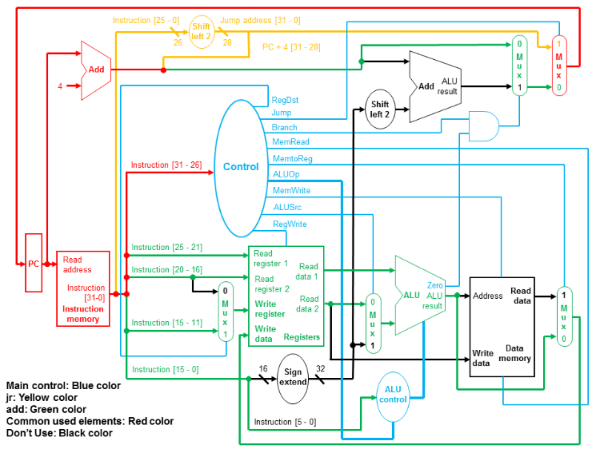 Instruction [25 - 0]
Shift
left 2
Jump address [31 - 0]
26
28
PC + 4 [31 - 28]
Add
4
0
M
u
x
1
1
M
u
x
0
Add
ALU
result
Shift
left 2
RegDst
Jump
Branch
MemRead
MemtoReg
ALUOp
MemWrite
ALUSrc
RegWrite
Control
Instruction [31 - 26]
PC
Read
address
Instruction
[31-0]
Instruction
memory
Instruction [25 - 21]
Instruction [20 - 16]
Instruction [15 - 11]
Instruction [15 - 0]
0
M
u
x
1
Read
register 1
Read
register 2
Write
register
Write
data
Read
data 1
Read
data 2
Registers
0
M
u
x
1
Zero
ALU
ALU
result
Address
Read
data
Write
data
Data
memory
1
M
u
x
0
16
Sign
extend
32
ALU
control
Instruction [5 - 0]
Main control: Blue color
jr: Yellow color
add: Green color
Common used elements: Red color
Don't Use: Black color